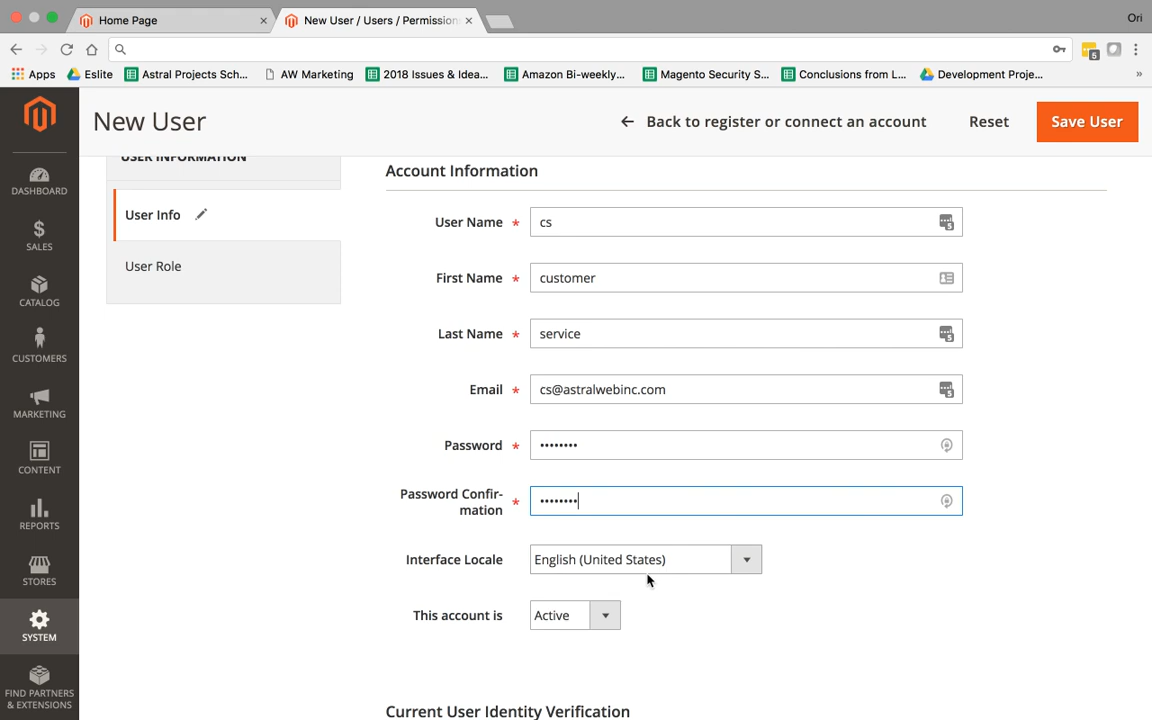 Home Page ×
New User / Users / Permission ×
Ori
5
Apps
Eslite
Astral Projects Sch...
AW Marketing
2018 Issues & Idea...
Amazon Bi-weekly...
Magento Security S...
Conclusions from L...
Development Proje...
»
New User
← Back to register or connect an account
Reset
Save User
USER INFORMATION
User Info
User Role
DASHBOARD
$
SALES
CATALOG
CUSTOMERS
MARKETING
CONTENT
REPORTS
STORES
SYSTEM
FIND PARTNERS
& EXTENSIONS
Account Information
User Name * cs
First Name * customer
Last Name * service
Email * cs@astralwebinc.com
Password * ••••••••
Password Confir-
mation * ••••••••
Interface Locale English (United States)
This account is Active
Current User Identity Verification